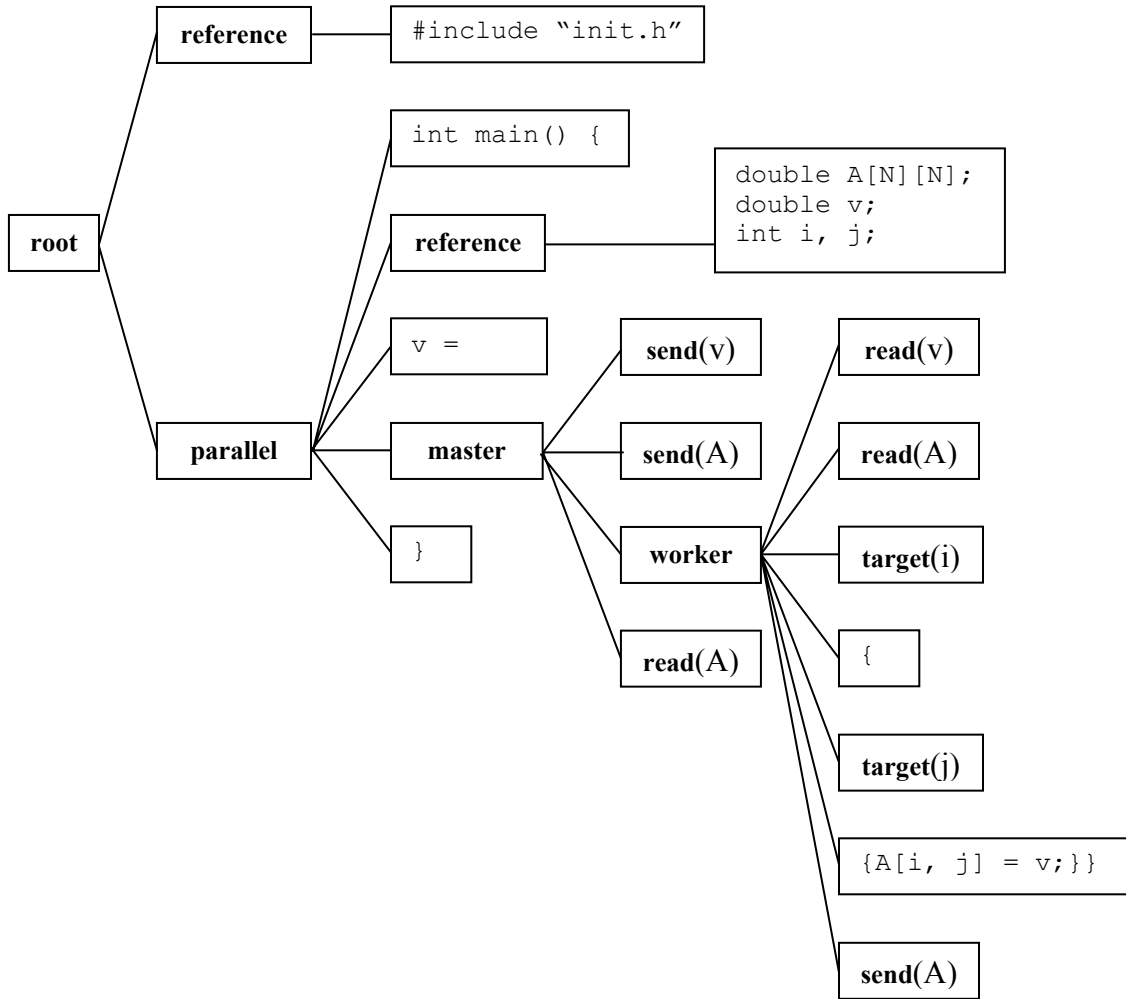 reference
#include “init.h”
int main() {
double A[N][N];
double v;
int i, j;
root
reference
v =
send(v)
read(v)
parallel
master
send(A)
read(A)
}
worker
target(i)
read(A)
{
target(j)
{A[i, j] = v;}}
send(A)